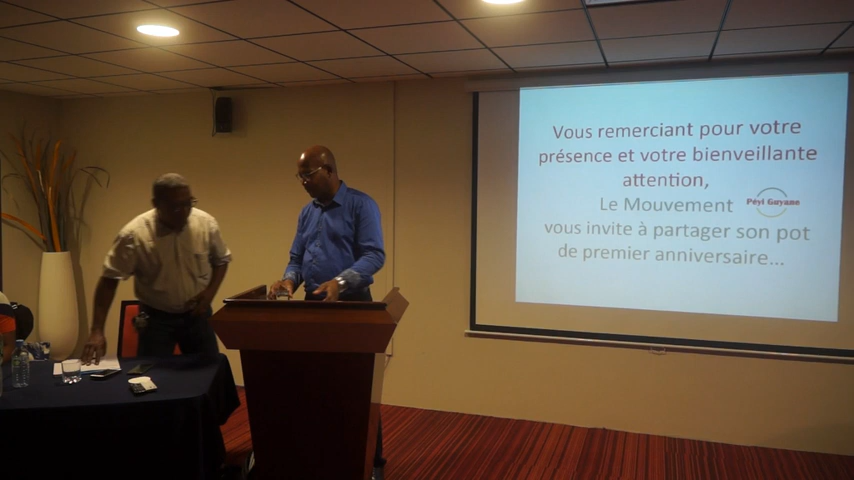 Vous remerciant pour votre
présence et votre bienveillante
attention,
Le Mouvement Péyi Guyane
vous invite à partager son pot
de premier anniversaire...